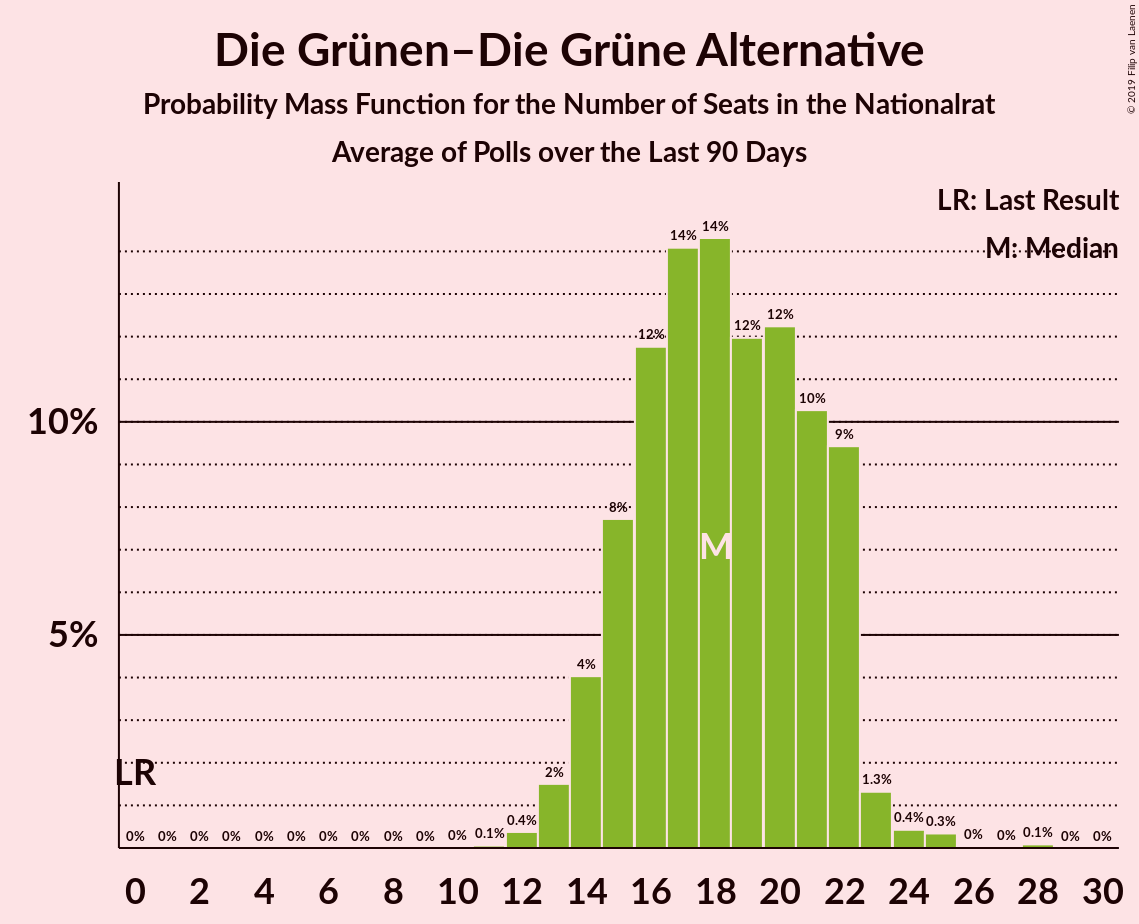 Die Grünen–Die Grüne Alternative
Probability Mass Function for the Number of Seats in the Nationalrat
Average of Polls over the Last 90 Days
© 2019 Filip van Laenen
LR: Last Result
M: Median
14% 14%
12% 12% 12%
10%
9%
10%
8%
M
5%
4%
LR
2% 1.3%
0% 0% 0% 0% 0% 0% 0% 0% 0% 0% 0% 0.1% 0.4% 0.4% 0.3% 0% 0% 0.1% 0% 0%
0 2 4 6 8 10 12 14 16 18 20 22 24 26 28 30